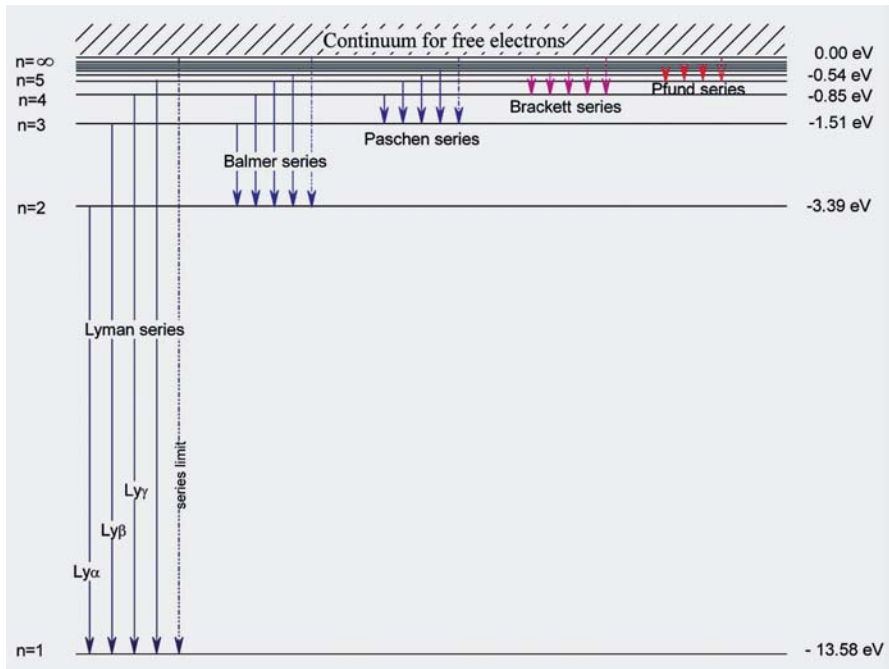 Continuum for free electrons
n=∞
0.00 eV
n=5
-0.54 eV
Pfund series
n=4
-0.85 eV
Brackett series
n=3
-1.51 eV
Paschen series
Balmer series
n=2
-3.39 eV
Lyman series
series limit
Lyγ
Lyβ
Lyα
n=1
- 13.58 eV